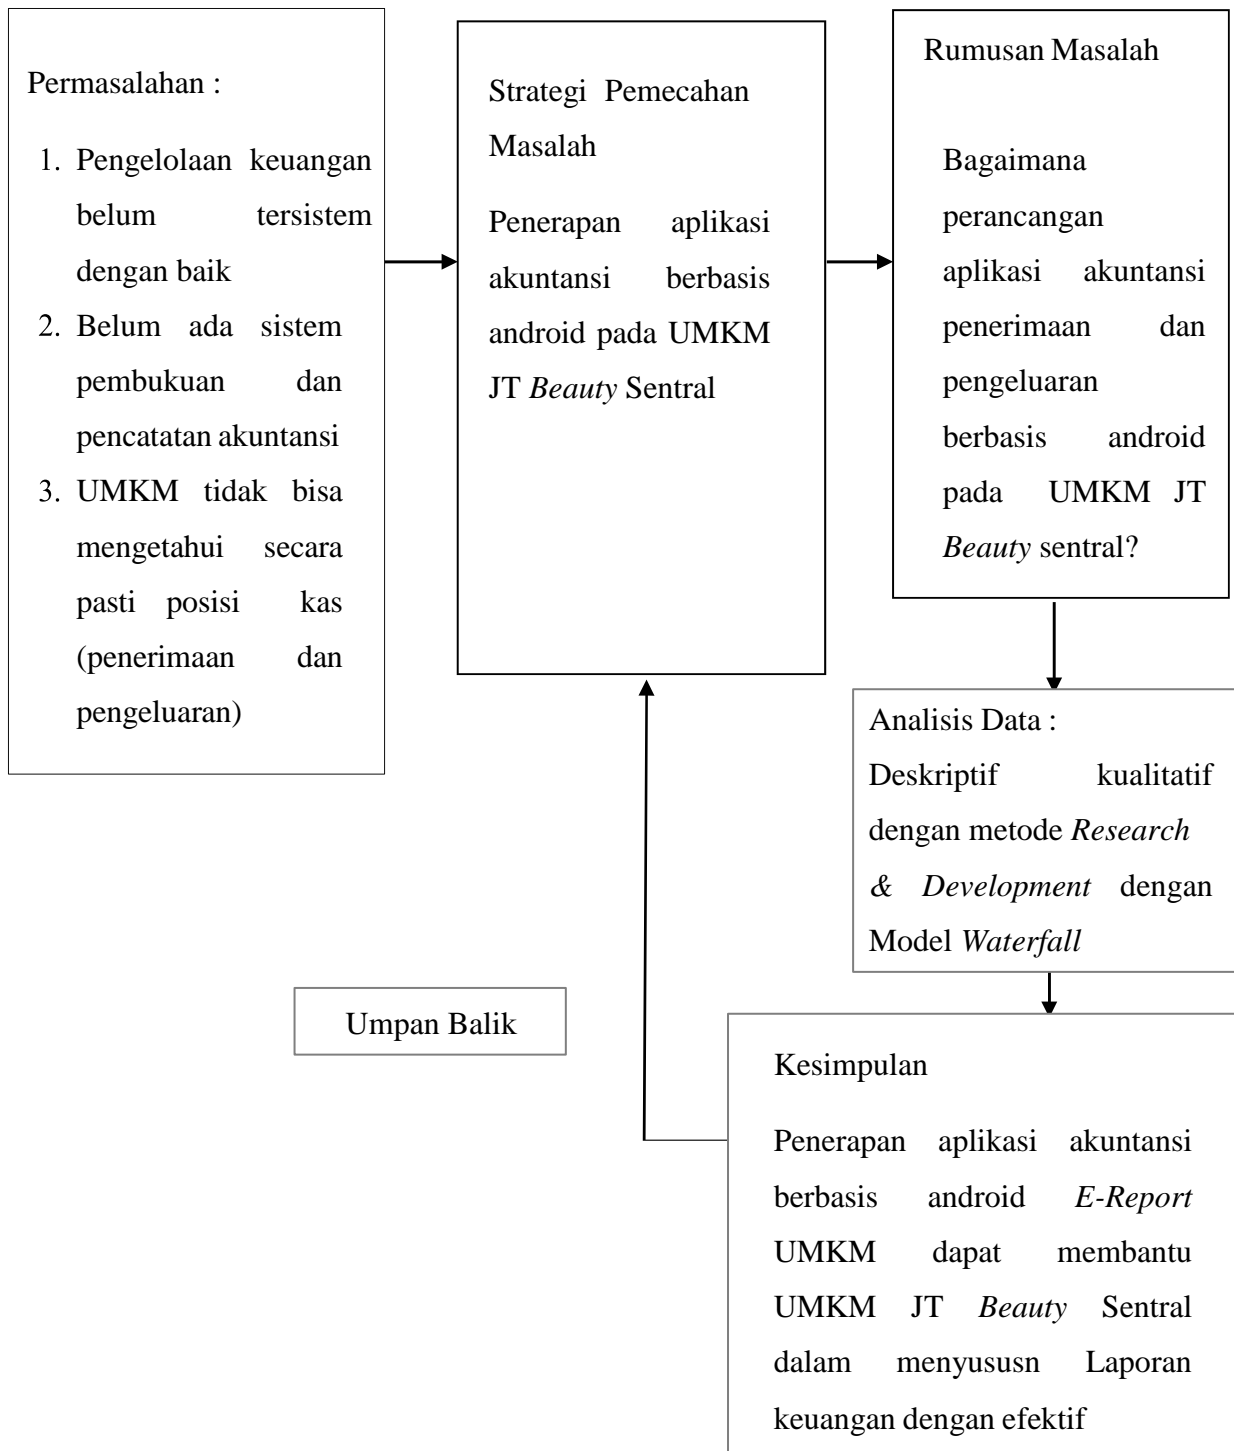 Permasalahan :
1. Pengelolaan keuangan
belum tersistem
dengan baik
2. Belum ada sistem
pembukuan dan
pencatatan akuntansi
3. UMKM tidak bisa
mengetahui secara
pasti posisi kas
(penerimaan dan
pengeluaran)
Strategi Pemecahan
Masalah
Penerapan aplikasi
akuntansi berbasis
android pada UMKM
JT Beauty Sentral
Rumusan Masalah
Bagaimana
perancangan
aplikasi akuntansi
penerimaan dan
pengeluaran
berbasis android
pada UMKM JT
Beauty sentral?
Analisis Data :
Deskriptif kualitatif
dengan metode Research
& Development dengan
Model Waterfall
Umpan Balik
Kesimpulan
Penerapan aplikasi akuntansi
berbasis android E-Report
UMKM dapat membantu
UMKM JT Beauty Sentral
dalam menyususn Laporan
keuangan dengan efektif